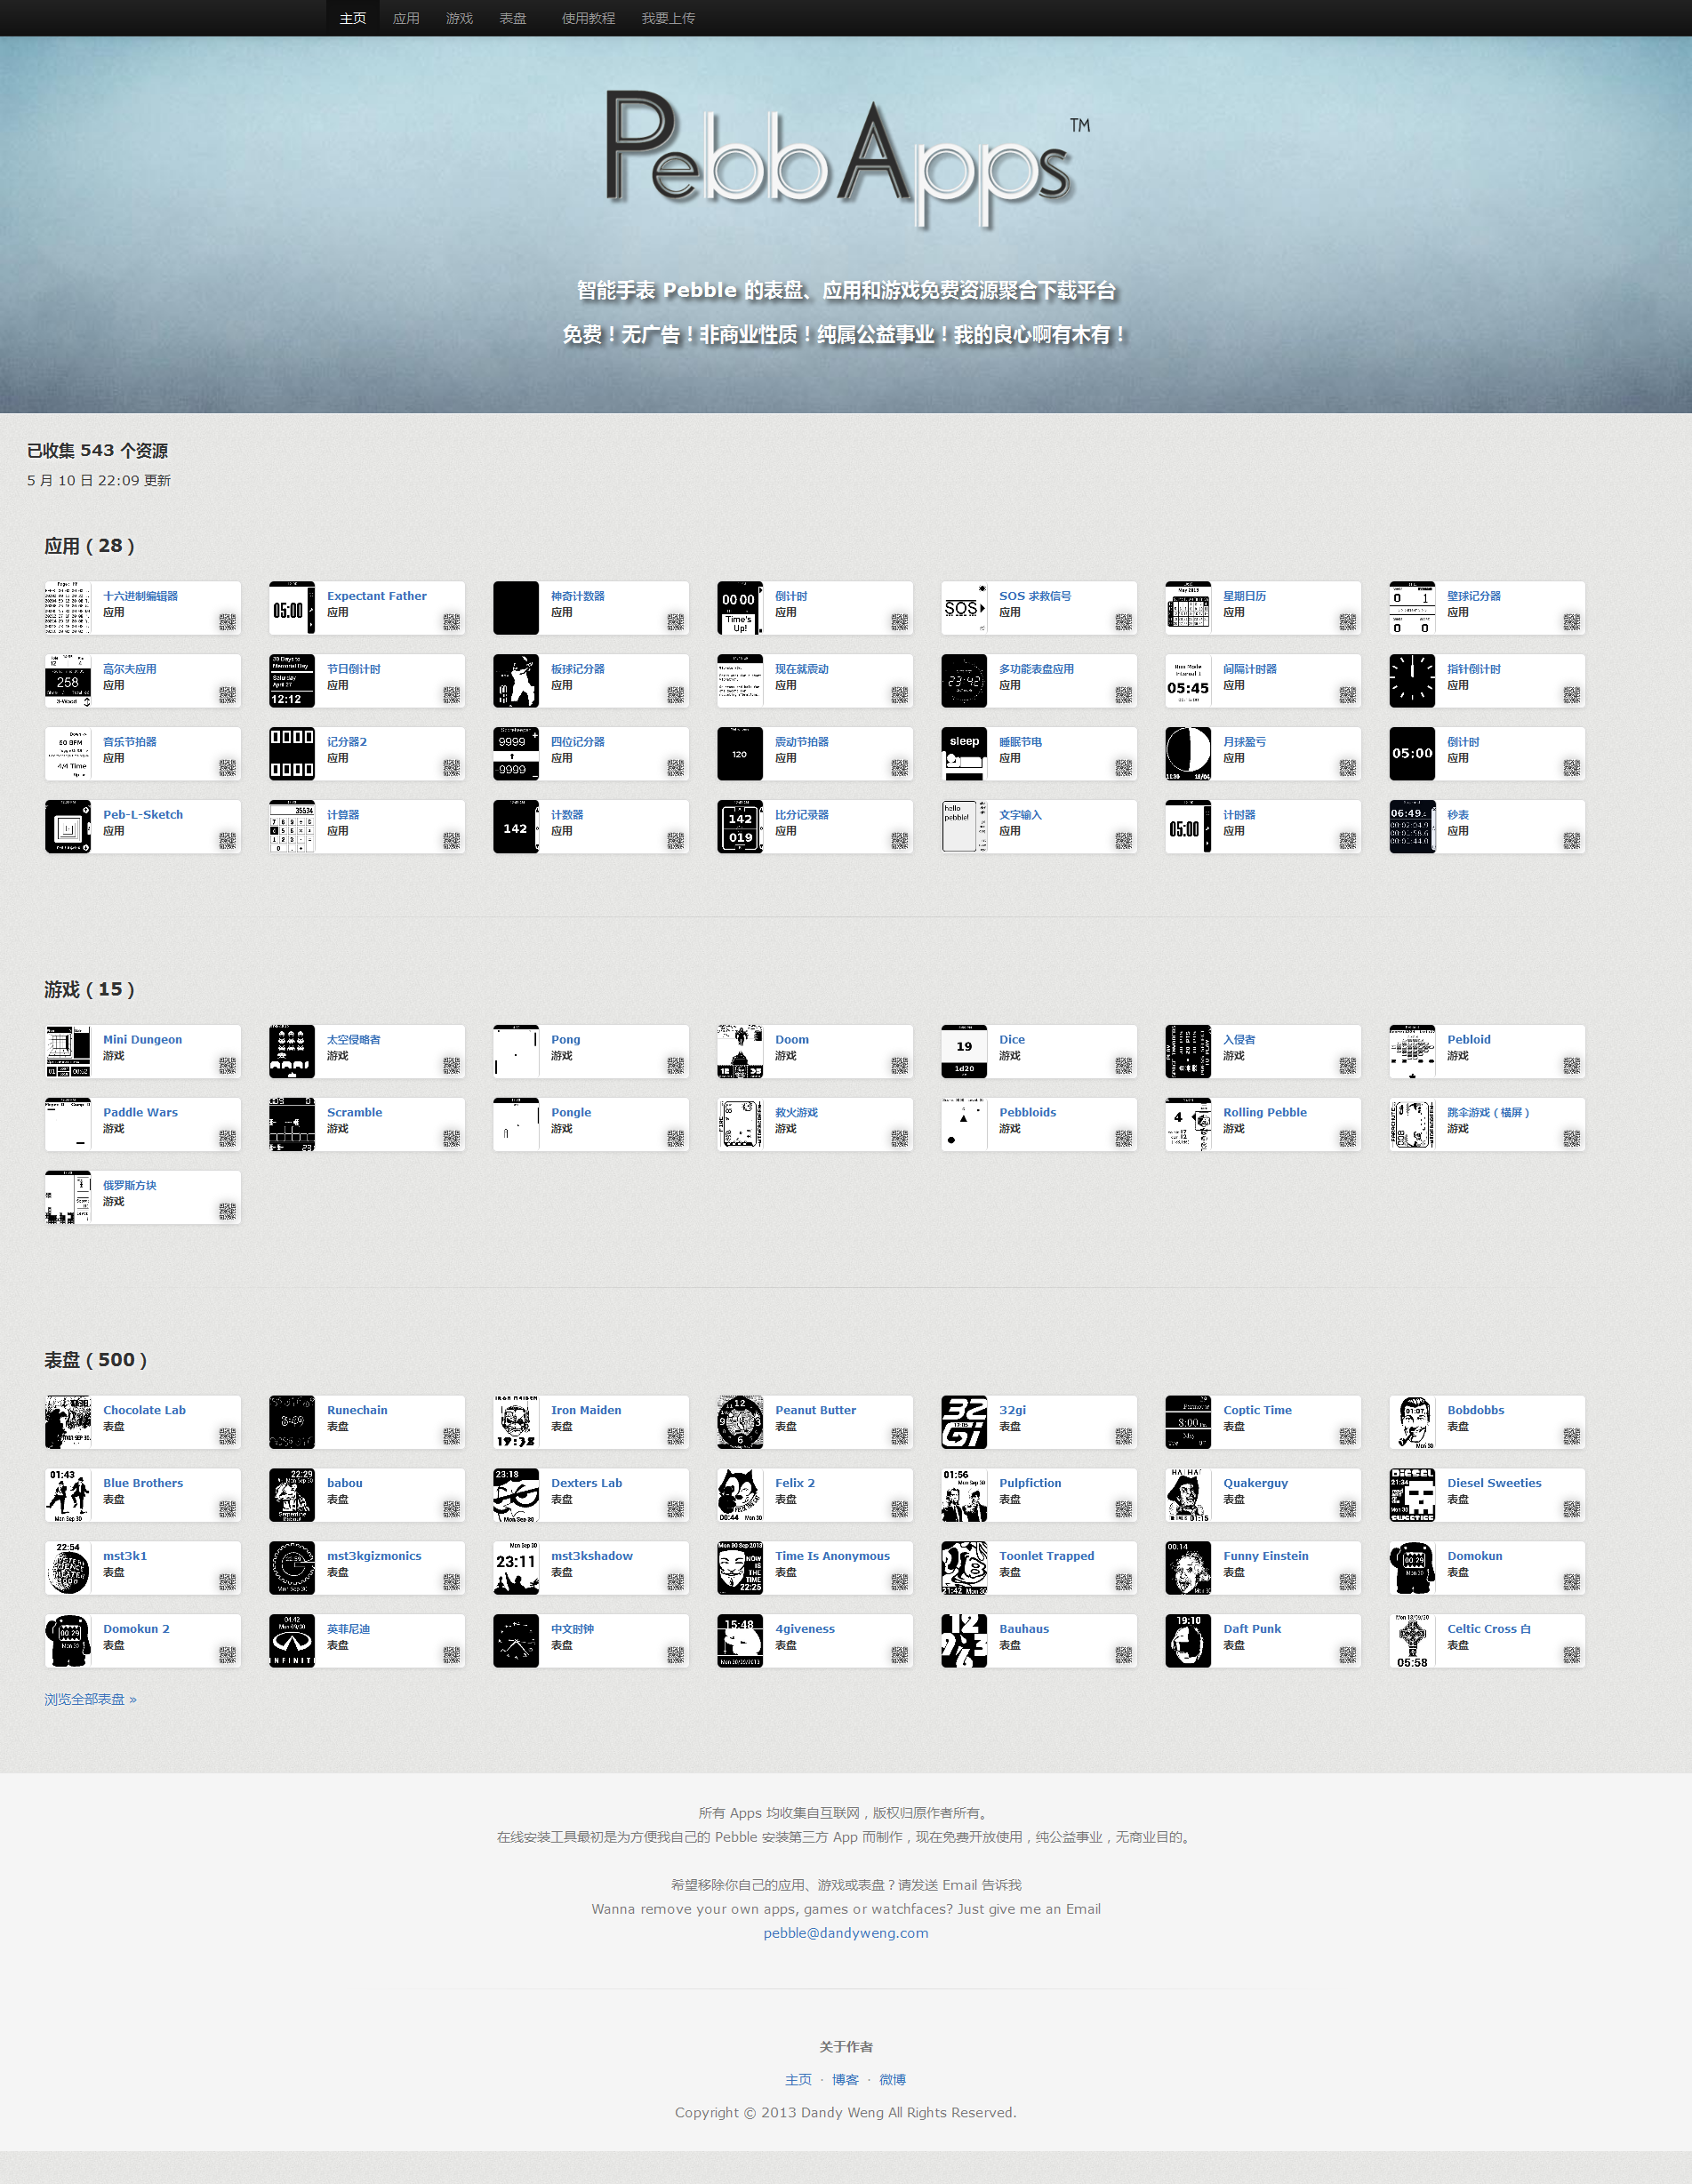 主页 应用 游戏 表盘 使用教程 我要上传
PebbApps™
智能手表 Pebble 的表盘、应用和游戏免费资源聚合下载平台
免费！无广告！非商业性质！纯属公益事业！我的良心啊有木有！
已收集 543 个资源
5 月 10 日 22:09 更新
应用（28）
十六进制编辑器 Expectant Father 神奇计数器 倒计时 SOS 求救信号 星期日历 壁球记分器
应用 应用 应用 应用 应用 应用 应用
高尔夫应用 节日倒计时 板球记分器 现在就震动 多功能表盘应用 间隔计时器 指针倒计时
应用 应用 应用 应用 应用 应用 应用
音乐节拍器 记分器2 四位记分器 震动节拍器 睡眠节电 月球盈亏 倒计时
应用 应用 应用 应用 应用 应用 应用
Peb-L-Sketch 计算器 计数器 比分记录器 文字输入 计时器 秒表
应用 应用 应用 应用 应用 应用 应用
游戏（15）
Mini Dungeon 太空侵略者 Pong Doom Dice 入侵者 Pebloid
游戏 游戏 游戏 游戏 游戏 游戏 游戏
Paddle Wars Scramble Pongle 救火游戏 Pebbloids Rolling Pebble 跳伞游戏（横屏）
游戏 游戏 游戏 游戏 游戏 游戏 游戏
俄罗斯方块
游戏
表盘（500）
Chocolate Lab Runechain Iron Maiden Peanut Butter 32gi Coptic Time Bobdobbs
表盘 表盘 表盘 表盘 表盘 表盘 表盘
Blue Brothers babou Dexters Lab Felix 2 Pulpfiction Quakerguy Diesel Sweeties
表盘 表盘 表盘 表盘 表盘 表盘 表盘
mst3k1 mst3kgizmonics mst3kshadow Time Is Anonymous Toonlet Trapped Funny Einstein Domokun
表盘 表盘 表盘 表盘 表盘 表盘 表盘
Domokun 2 英菲尼迪 中文时钟 4giveness Bauhaus Daft Punk Celtic Cross 白
表盘 表盘 表盘 表盘 表盘 表盘 表盘
浏览全部表盘 »
所有 Apps 均收集自互联网，版权归原作者所有。
在线安装工具最初是为方便我自己的 Pebble 安装第三方 App 而制作，现在免费开放使用，纯公益事业，无商业目的。
希望移除你自己的应用、游戏或表盘？请发送 Email 告诉我
Wanna remove your own apps, games or watchfaces? Just give me an Email
pebble@dandyweng.com
关于作者
主页 · 博客 · 微博
Copyright © 2013 Dandy Weng All Rights Reserved.